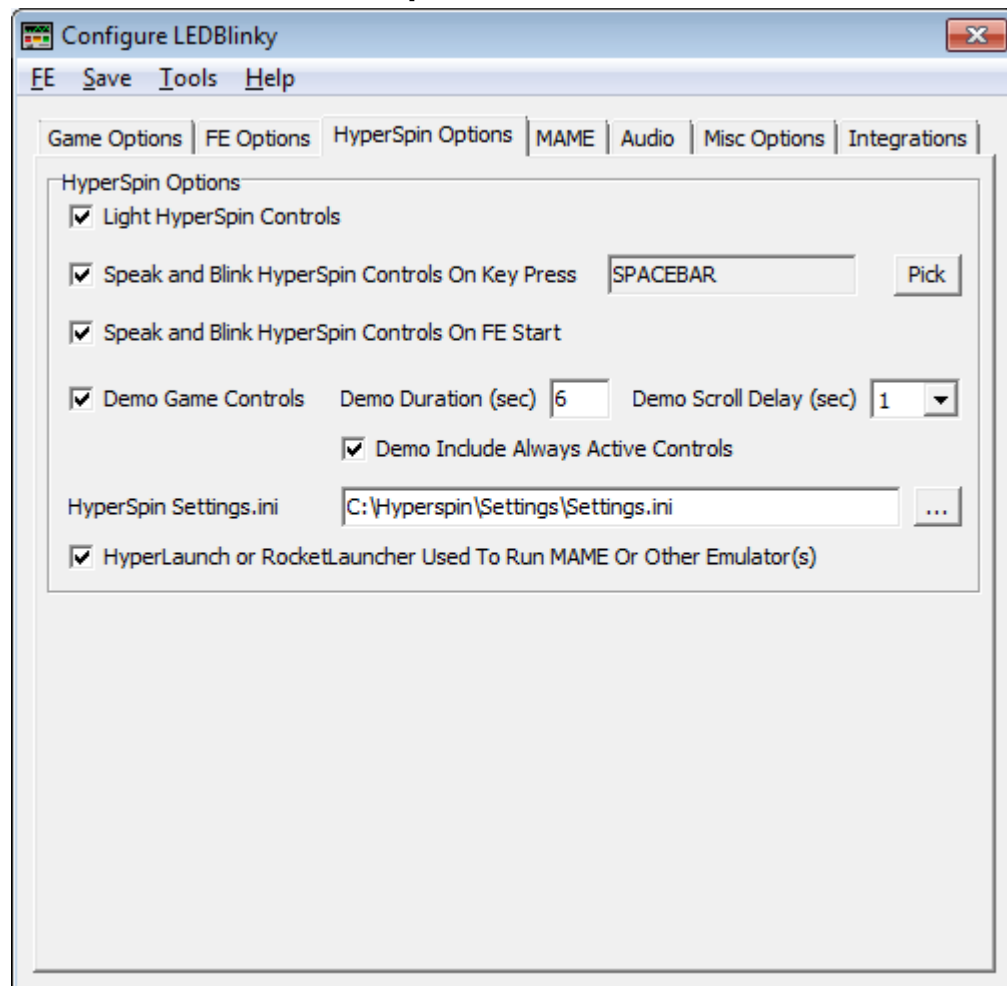 Configure LEDBlinky
FE Save Tools Help
Game Options FE Options HyperSpin Options MAME Audio Misc Options Integrations
HyperSpin Options
Light HyperSpin Controls
Speak and Blink HyperSpin Controls On Key Press SPACEBAR Pick
Speak and Blink HyperSpin Controls On FE Start
Demo Game Controls Demo Duration (sec) 6 Demo Scroll Delay (sec) 1
Demo Include Always Active Controls
HyperSpin Settings.ini C:\Hyperspin\Settings\Settings.ini ...
HyperLaunch or RocketLauncher Used To Run MAME Or Other Emulator(s)